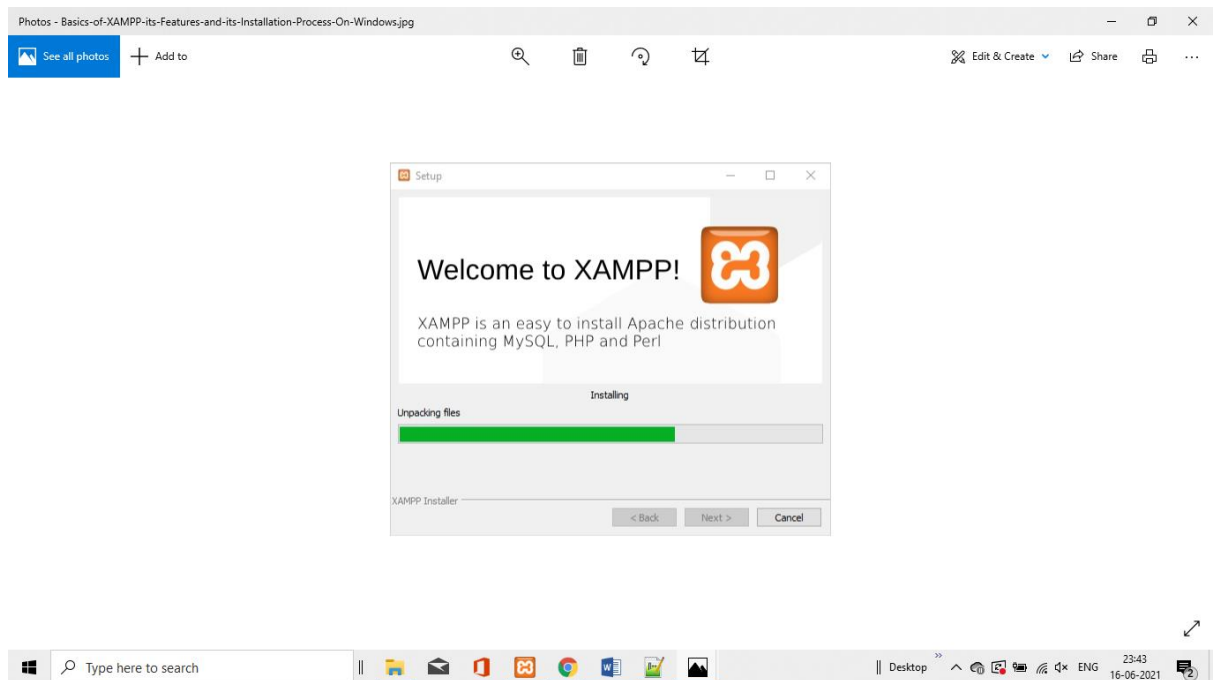 Photos - Basics-of-XAMPP-its-Features-and-its-Installation-Process-On-Windows.jpg
See all photos
Add to
Edit & Create
Share
Setup
Welcome to XAMPP!
XAMPP is an easy to install Apache distribution
containing MySQL, PHP and Perl
Installing
Unpacking files
XAMPP Installer
< Back
Next >
Cancel
Type here to search
Desktop
ENG
23:43
16-06-2021
2